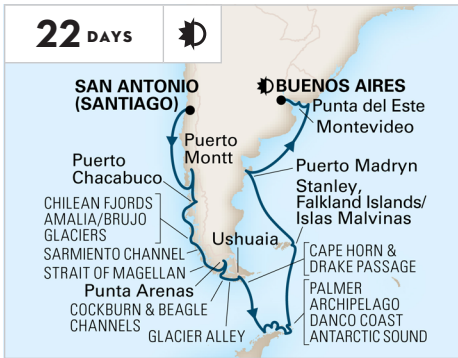 22 DAYS
SAN ANTONIO
(SANTIAGO)
BUENOS AIRES
Punta del Este
Montevideo
Puerto
Montt
Puerto
Chacabuco
Puerto Madryn
Stanley,
Falkland Islands/
Islas Malvinas
CHILEAN FJORDS
AMALIA/BRUJO
GLACIERS
SARMIENTO CHANNEL
STRAIT OF MAGELLAN
Ushuaia
Punta Arenas
COCKBURN & BEAGLE
CHANNELS
GLACIER ALLEY
CAPE HORN &
DRAKE PASSAGE
PALMER
ARCHIPELAGO
DANCO COAST
ANTARCTIC SOUND